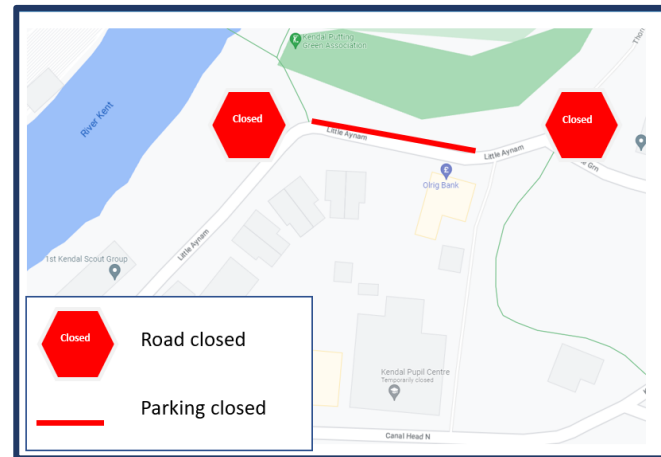 Kendal Putting
Green Association
River Kent
Closed
Closed
Little Aynam
Little Aynam
Olrig Bank
Little Aynam
1st Kendal Scout Group
Closed
Road closed
Parking closed
Kendal Pupil Centre
Temporarily closed
Canal Head N